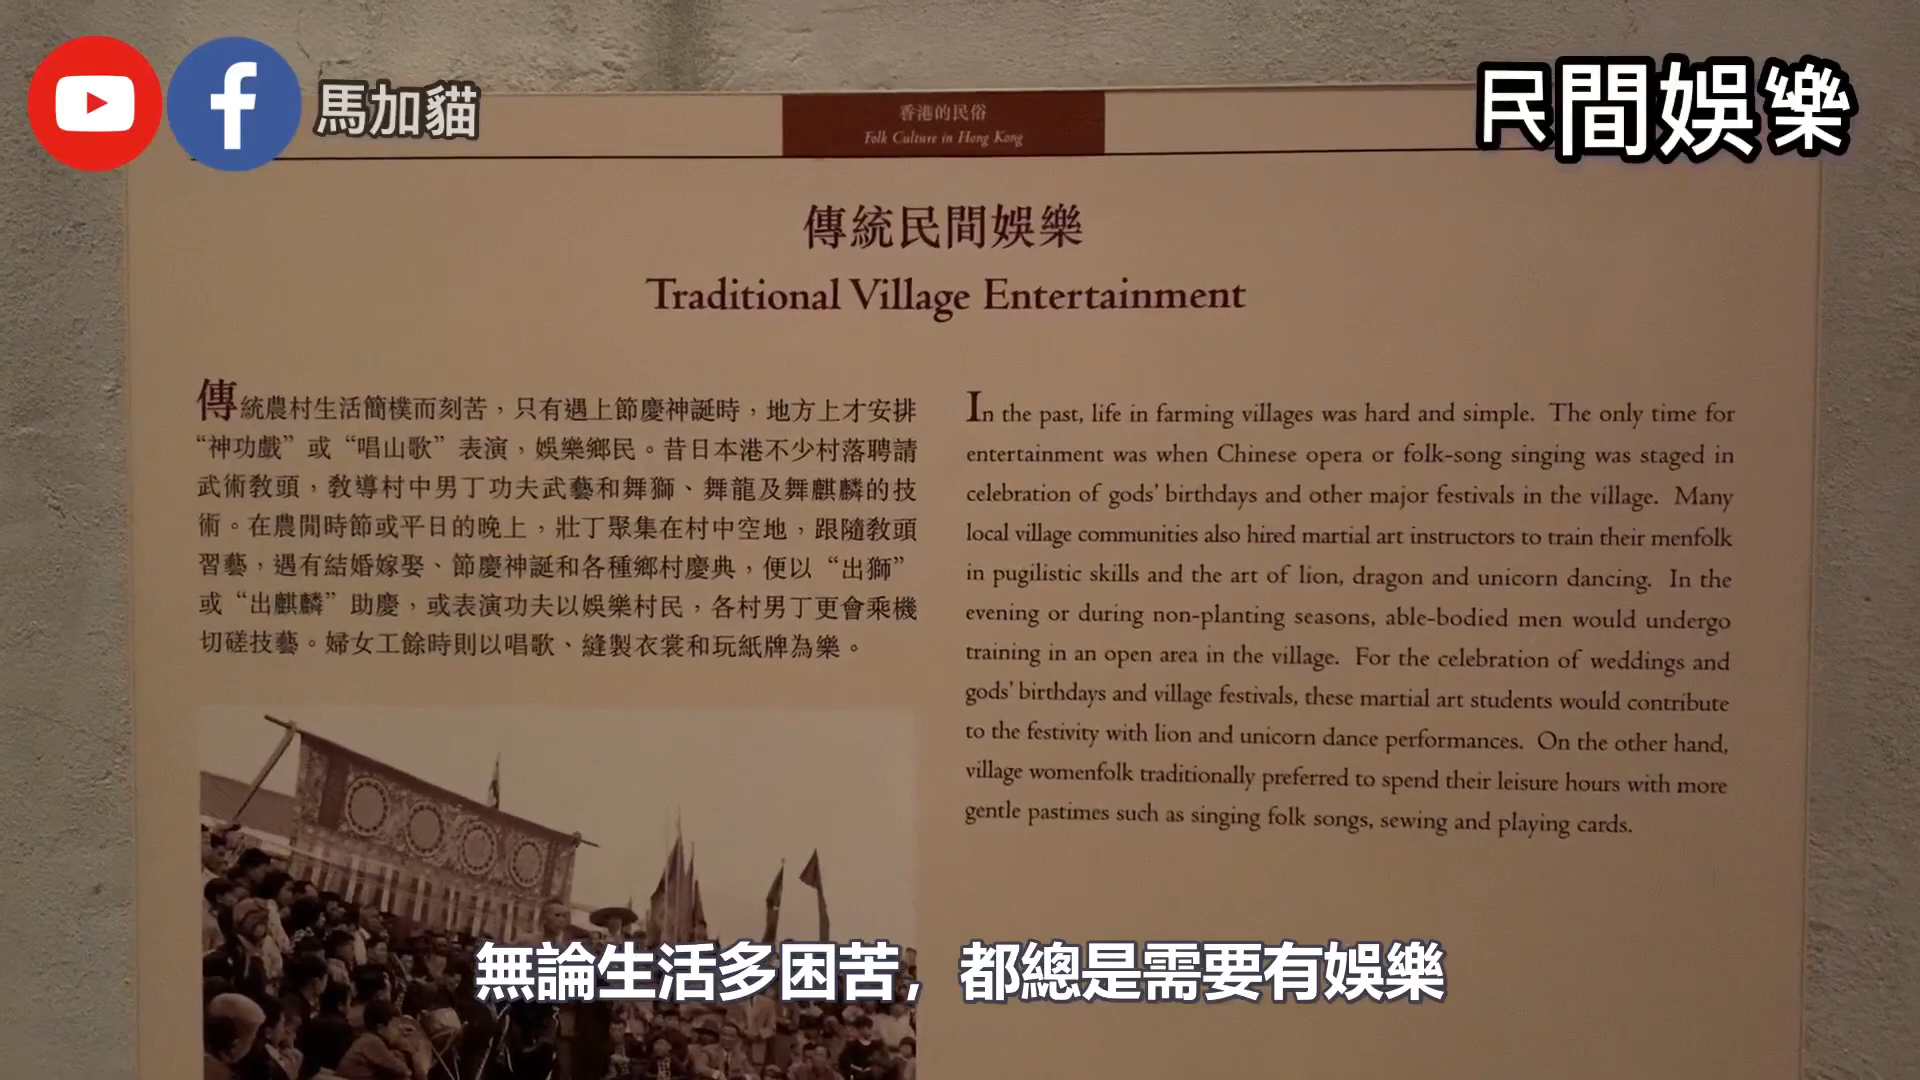 馬加貓
民間娛樂
香港的民俗
Folk Culture in Hong Kong
傳統民間娛樂
Traditional Village Entertainment
傳統農村生活簡樸而刻苦，只有遇上節慶神誕時，地方上才安排
“神功戲”或“唱山歌”表演，娛樂鄉民。昔日本港不少村落聘請
武術教頭，教導村中男丁功夫武藝和舞獅、舞龍及舞麒麟的技
術。在農閒時節或平日的晚上，壯丁聚集在村中空地，跟隨教頭
習藝，遇有結婚嫁娶、節慶神誕和各種鄉村慶典，便以“出獅”
或“出麒麟”助慶，或表演功夫以娛樂村民，各村男丁更會乘機
切磋技藝。婦女工餘時則以唱歌、縫製衣裳和玩紙牌為樂。
In the past, life in farming villages was hard and simple. The only time for
entertainment was when Chinese opera or folk-song singing was staged in
celebration of gods' birthdays and other major festivals in the village. Many
local village communities also hired martial art instructors to train their menfolk
in pugilistic skills and the art of lion, dragon and unicorn dancing. In the
evening or during non-planting seasons, able-bodied men would undergo
training in an open area in the village. For the celebration of weddings and
gods' birthdays and village festivals, these martial art students would contribute
to the festivity with lion and unicorn dance performances. On the other hand,
village womenfolk traditionally preferred to spend their leisure hours with more
gentle pastimes such as singing folk songs, sewing and playing cards.
無論生活多困苦，都總是需要有娛樂